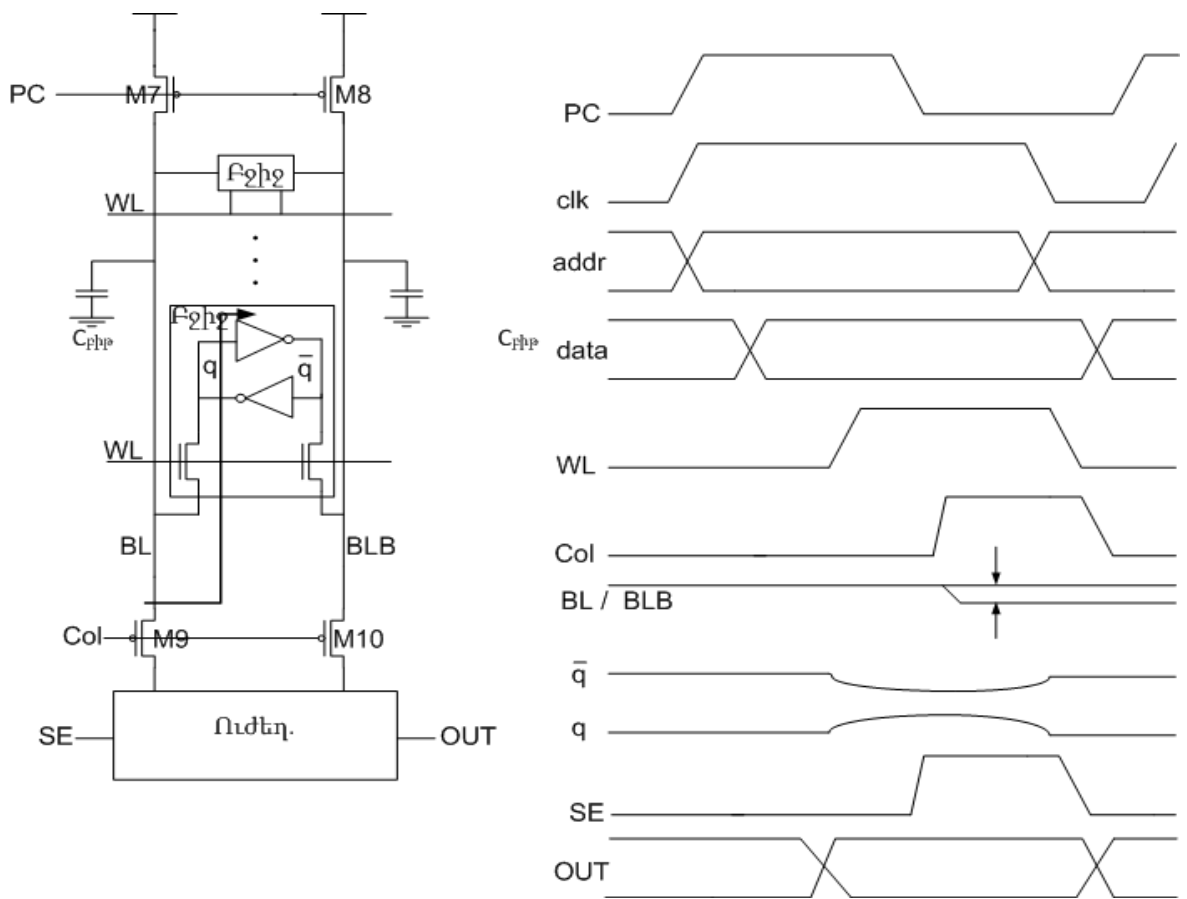 PC
M7
M8
Բջիջ
WL
Cբիթ
Cբիթ
Բջիջ
q
q̅
WL
BL
BLB
Col
M9
M10
SE
Ուժեղ.
OUT
PC
clk
addr
data
WL
Col
BL / BLB
q̅
q
SE
OUT